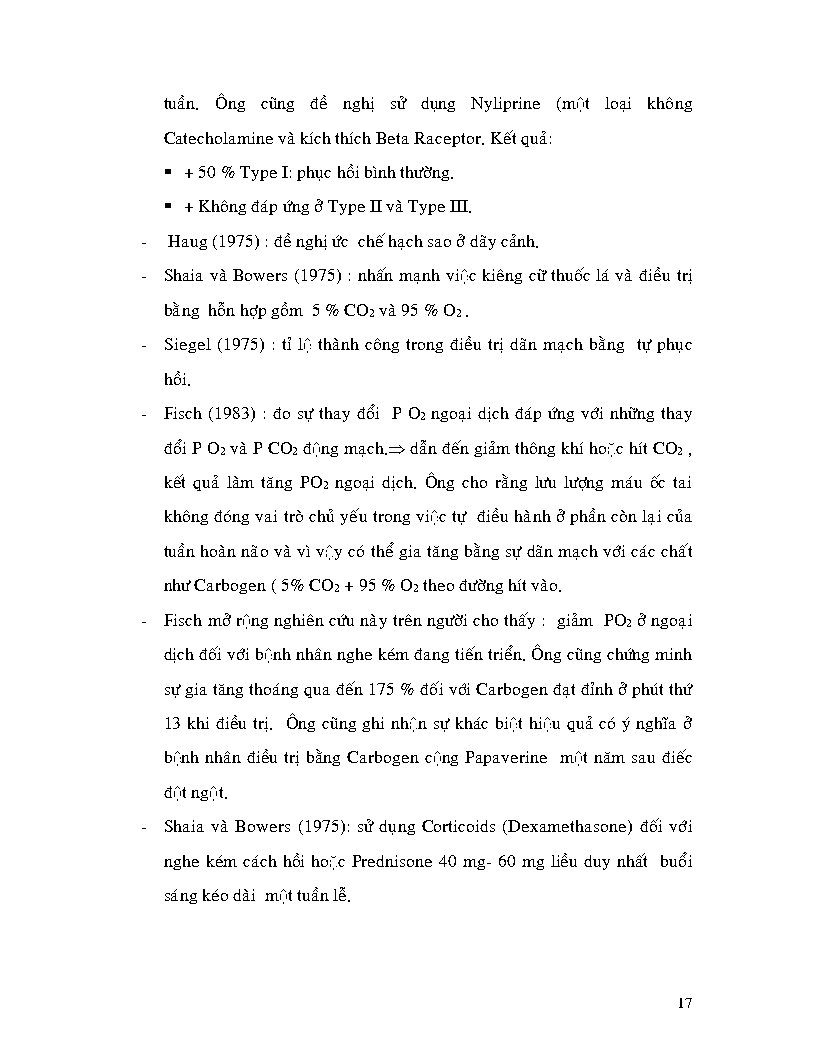 tuần. Ông cũng đề nghị sử dụng Nyliprine (một loại không
Catecholamine và kích thích Beta Raceptor. Kết quả:
▪ + 50 % Type I: phục hồi bình thường.
▪ + Không đáp ứng ở Type II và Type III.
- Haug (1975) : đề nghị ức chế hạch sao ở dãy cảnh.
- Shaia và Bowers (1975) : nhấn mạnh việc kiêng cữ thuốc lá và điều trị
bằng hỗn hợp gồm 5 % CO₂ và 95 % O₂ .
- Siegel (1975) : tỉ lộ thành công trong điều trị dãn mạch bằng tự phục
hồi.
- Fisch (1983) : đo sự thay đổi P O₂ ngoại dịch đáp ứng với những thay
đổi P O₂ và P CO₂ động mạch.⇒ dẫn đến giảm thông khí hoặc hít CO₂ ,
kết quả làm tăng PO₂ ngoại dịch. Ông cho rằng lưu lượng máu ốc tai
không đóng vai trò chủ yếu trong việc tự điều hành ở phần còn lại của
tuần hoàn não và vì vậy có thể gia tăng bằng sự dãn mạch với các chất
như Carbogen ( 5% CO₂ + 95 % O₂ theo đường hít vào.
- Fisch mở rộng nghiên cứu này trên người cho thấy : giảm PO₂ ở ngoại
dịch đối với bệnh nhân nghe kém đang tiến triển. Ông cũng chứng minh
sự gia tăng thoáng qua đến 175 % đối với Carbogen đạt đỉnh ở phút thứ
13 khi điều trị. Ông cũng ghi nhận sự khác biệt hiệu quả có ý nghĩa ở
bệnh nhân điều trị bằng Carbogen cộng Papaverine một năm sau điếc
đột ngột.
- Shaia và Bowers (1975): sử dụng Corticoids (Dexamethasone) đối với
nghe kém cách hồi hoặc Prednisone 40 mg- 60 mg liều duy nhất buổi
sáng kéo dài một tuần lễ.
17